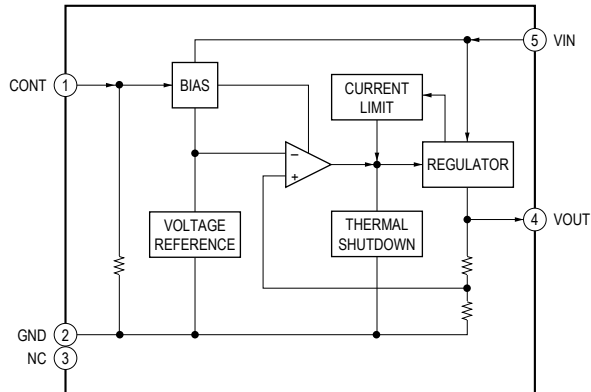 5 VIN
CONT 1
BIAS
CURRENT
LIMIT
−
+
REGULATOR
VOLTAGE
REFERENCE
THERMAL
SHUTDOWN
4 VOUT
GND 2
NC 3